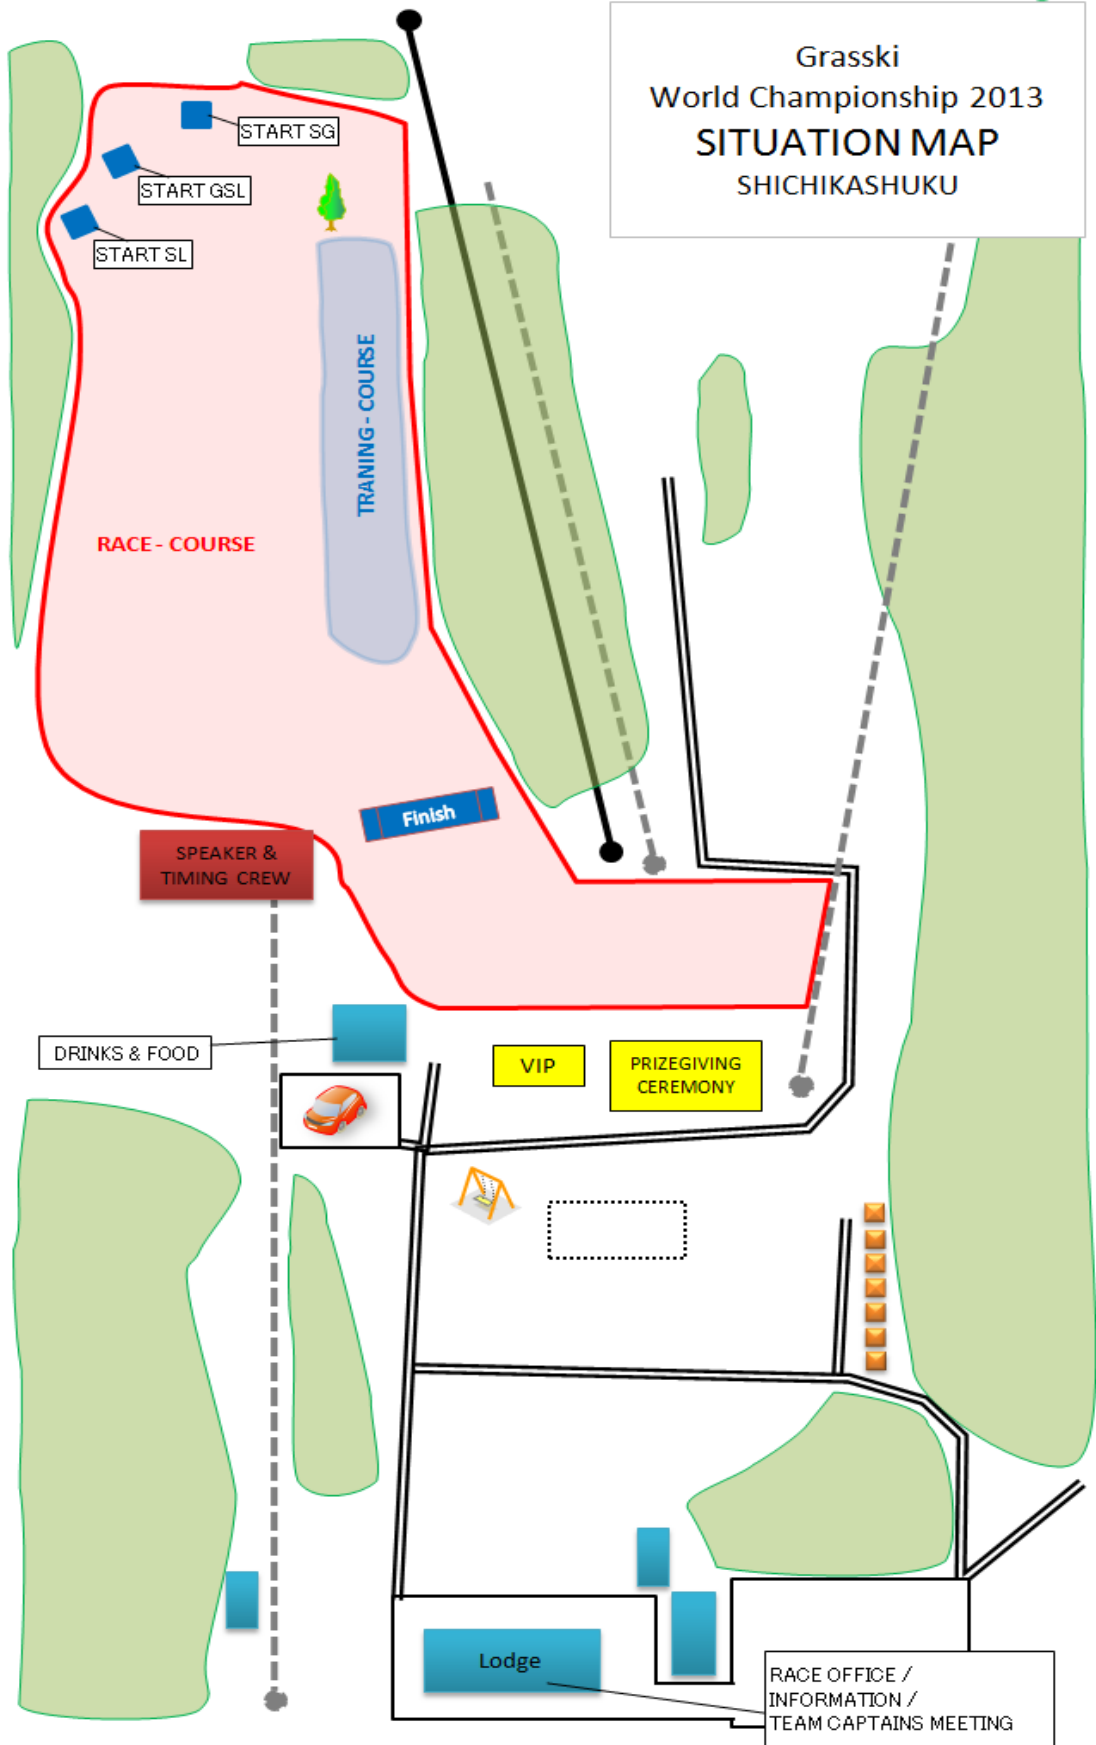 Grasski
World Championship 2013
SITUATION MAP
SHICHIKASHUKU
START SG
START GSL
START SL
TRANING - COURSE
RACE - COURSE
Finish
SPEAKER &
TIMING CREW
DRINKS & FOOD
VIP
PRIZEGIVING
CEREMONY
Lodge
RACE OFFICE /
INFORMATION /
TEAM CAPTAINS MEETING